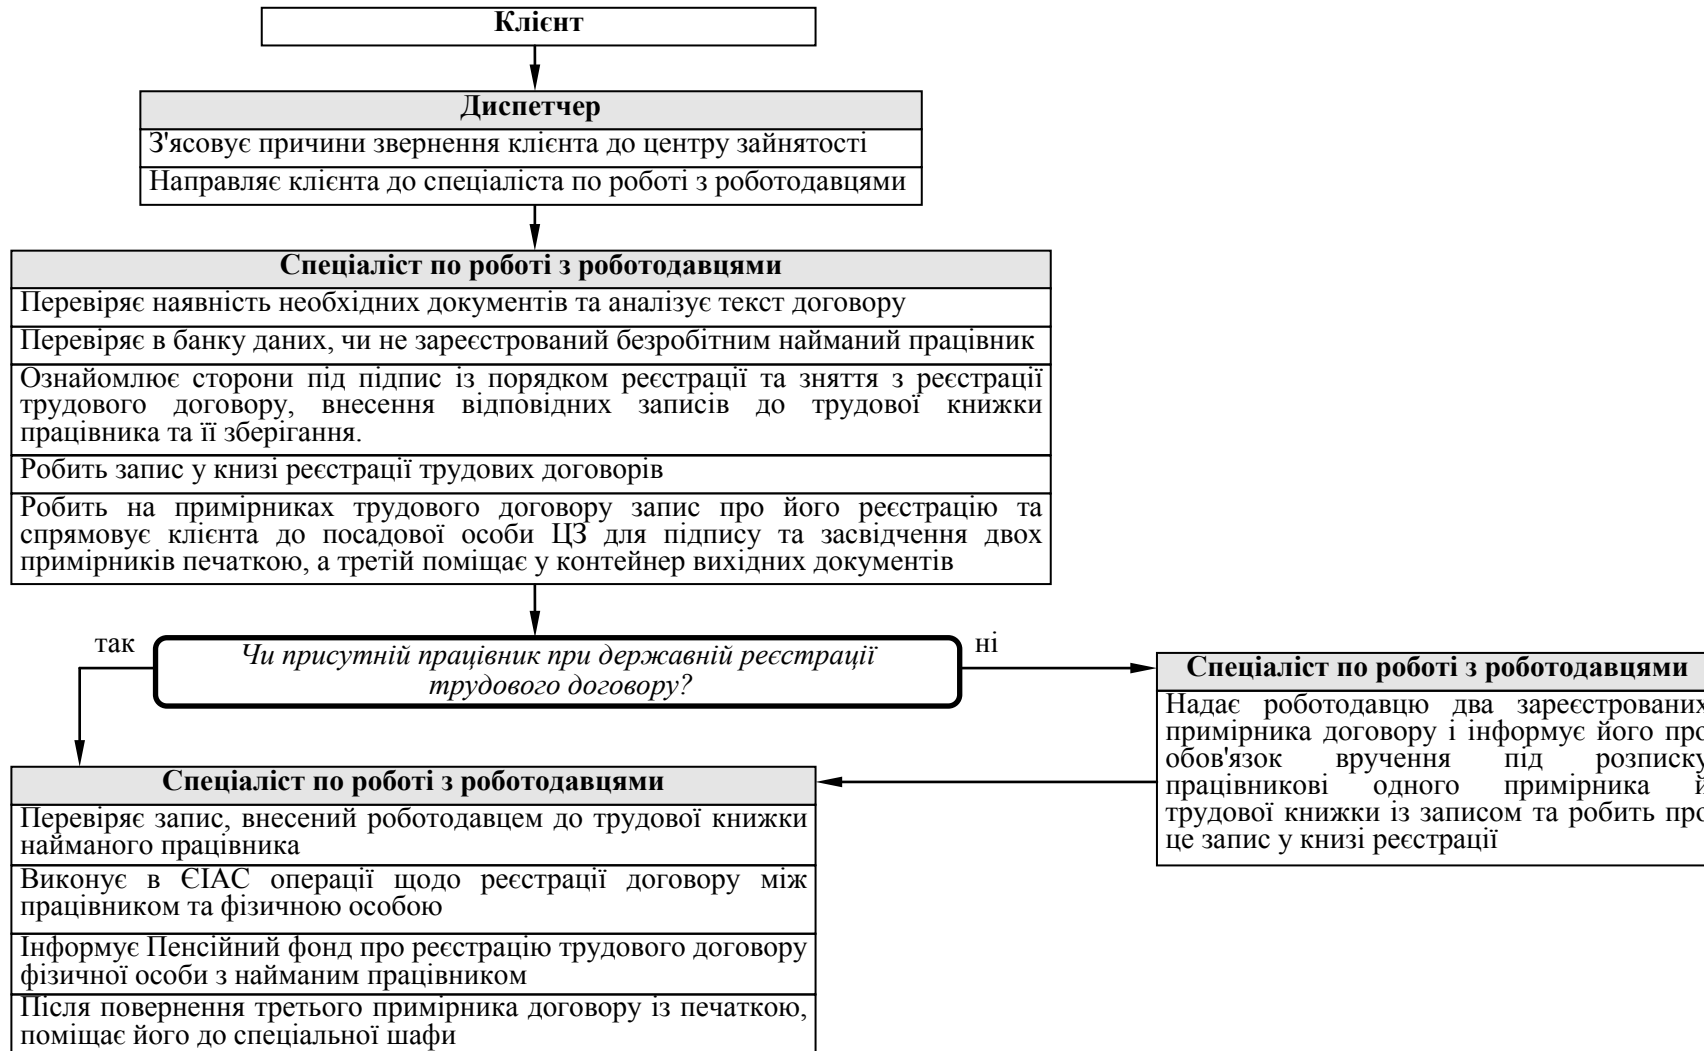 Клієнт
Диспетчер
З'ясовує причини звернення клієнта до центру зайнятості
Направляє клієнта до спеціаліста по роботі з роботодавцями
Спеціаліст по роботі з роботодавцями
Перевіряє наявність необхідних документів та аналізує текст договору
Перевіряє в банку даних, чи не зареєстрований безробітним найманий працівник
Ознайомлює сторони під підпис із порядком реєстрації та зняття з реєстрації
трудового договору, внесення відповідних записів до трудової книжки
працівника та її зберігання.
Робить запис у книзі реєстрації трудових договорів
Робить на примірниках трудового договору запис про його реєстрацію та
спрямовує клієнта до посадової особи ЦЗ для підпису та засвідчення двох
примірників печаткою, а третій поміщає у контейнер вихідних документів
так
Чи присутній працівник при державній реєстрації
трудового договору?
ні
Спеціаліст по роботі з роботодавцями
Надає роботодавцю два зареєстрованих
примірника договору і інформує його про
обов'язок вручення під розписку
працівникові одного примірника й
трудової книжки із записом та робить про
це запис у книзі реєстрації
Спеціаліст по роботі з роботодавцями
Перевіряє запис, внесений роботодавцем до трудової книжки
найманого працівника
Виконує в ЄІАС операції щодо реєстрації договору між
працівником та фізичною особою
Інформує Пенсійний фонд про реєстрацію трудового договору
фізичної особи з найманим працівником
Після повернення третього примірника договору із печаткою,
поміщає його до спеціальної шафи